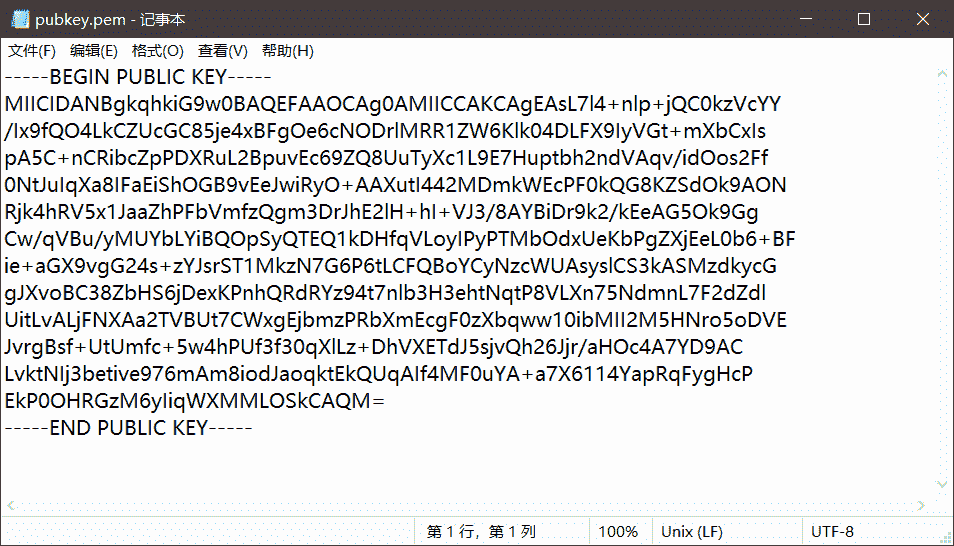 pubkey.pem - 记事本
文件(F) 编辑(E) 格式(O) 查看(V) 帮助(H)
-----BEGIN PUBLIC KEY-----
MIICIDANBgkqhkiG9w0BAQEFAAOCAg0AMIICCAKCAgEAsL7l4+nlp+jQC0kzVcYY
/Ix9fQO4LkCZUcGC85je4xBFgOe6cNODrlMRR1ZW6Klk04DLFX9IyVGt+mXbCxIs
pA5C+nCRibcZpPDXRuL2BpuvEc69ZQ8UuTyXc1L9E7Huptbh2ndVAqv/idOos2Ff
0NtJuIqXa8IFaEiShOGB9vEeJwiRyO+AAXutI442MDmkWEcPF0kQG8KZSdOk9AON
Rjk4hRV5x1JaaZhPFbVmfzQgm3DrJhE2lH+hI+VJ3/8AYBiDr9k2/kEeAG5Ok9Gg
Cw/qVBu/yMUYbLYiBQOpSyQTEQ1kDHfqVLoyIPyPTMbOdxUeKbPgZXjEeL0b6+BF
ie+aGX9vgG24s+zYJsrST1MkzN7G6P6tLCFQBoYCyNzcWUAsyslCS3kASMzdkycG
gJXvoBC38ZbHS6jDexKPnhQRdRYz94t7nlb3H3ehtNqtP8VLXn75NdmnL7F2dZdl
UitLvALjFNXAa2TVBUt7CWxgEjbmzPRbXmEcgF0zXbqww10ibMII2M5HNro5oDVE
JvrgBsf+UtUmfc+5w4hPUf3f30qXlLz+DhVXETdJ5sjvQh26Jjr/aHOc4A7YD9AC
LvktNIj3betive976mAm8iodJaoqktEkQUqAIf4MF0uYA+a7X6114YapRqFygHcP
EkP0OHRGzM6yIiqWXMMLOSkCAQM=
-----END PUBLIC KEY-----
第 1 行，第 1 列 100% Unix (LF) UTF-8